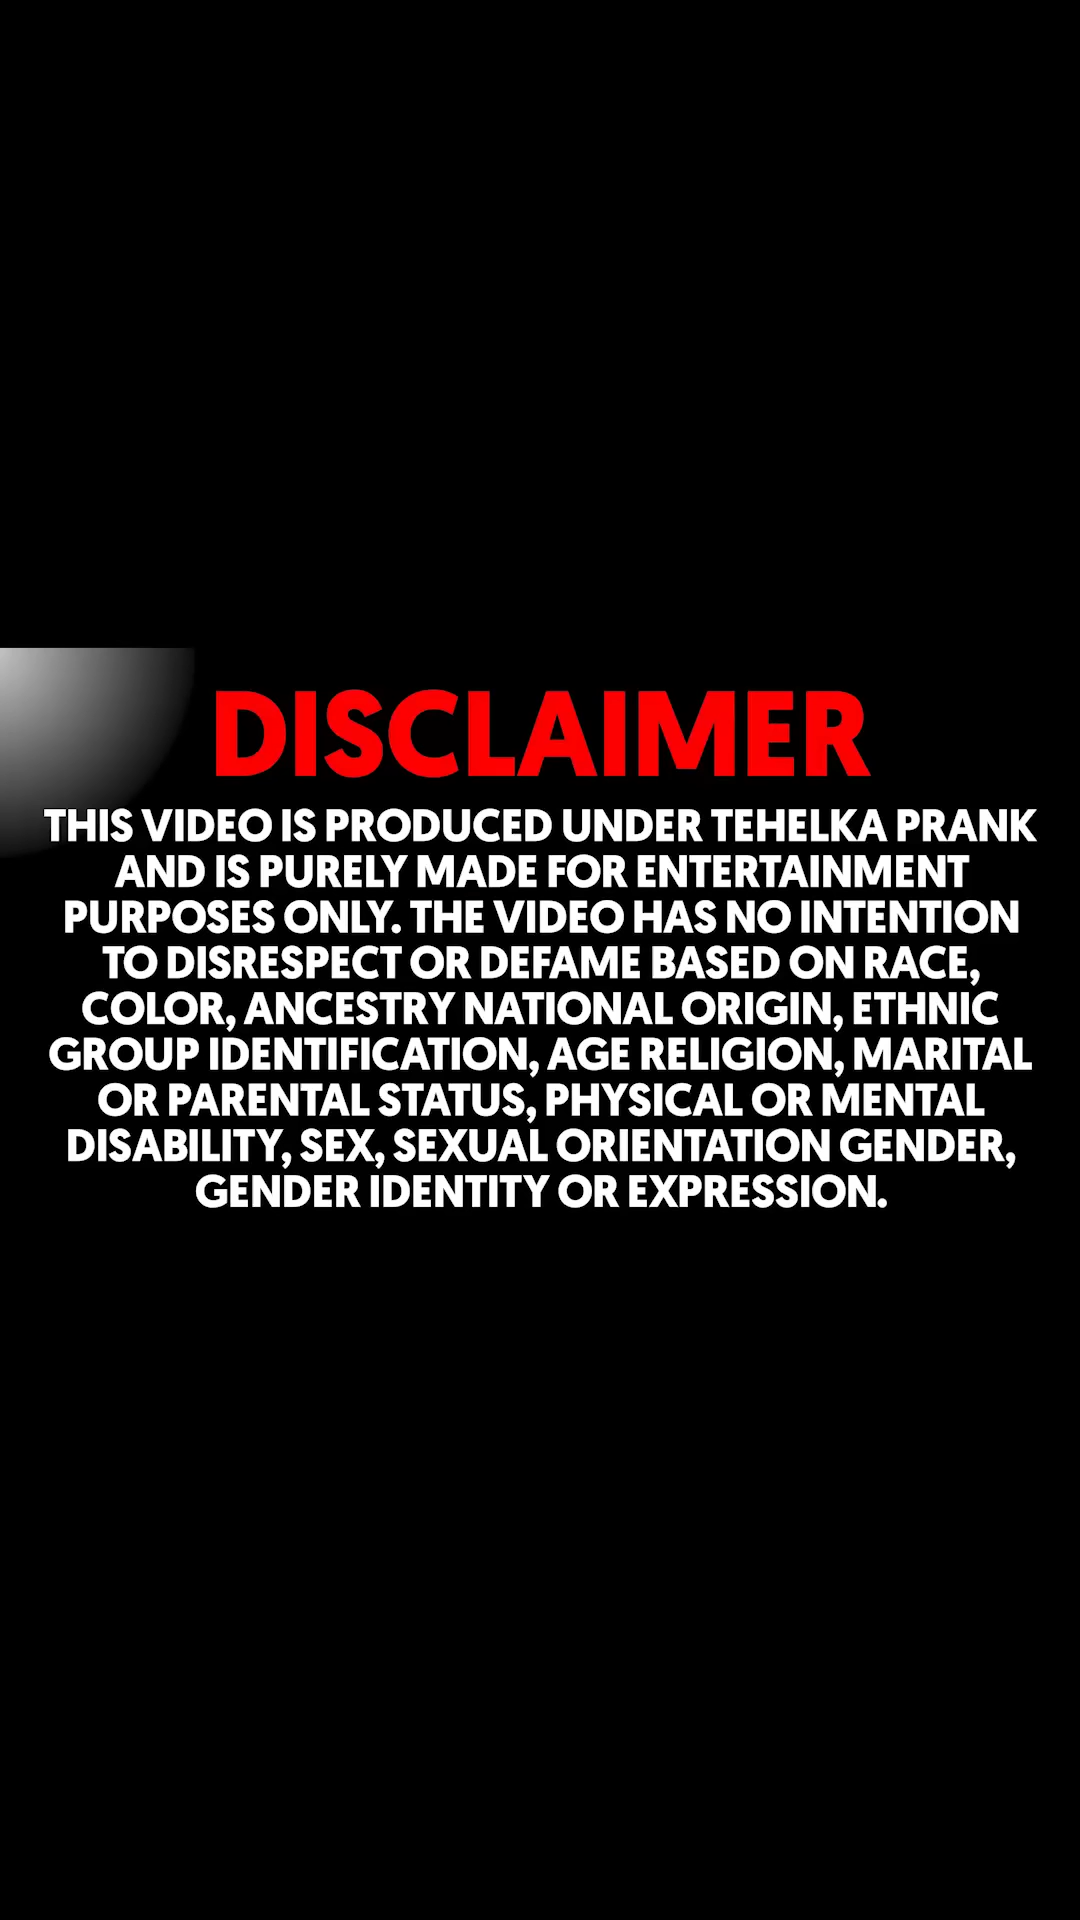 DISCLAIMER
THIS VIDEO IS PRODUCED UNDER TEHELKA PRANK
AND IS PURELY MADE FOR ENTERTAINMENT
PURPOSES ONLY. THE VIDEO HAS NO INTENTION
TO DISRESPECT OR DEFAME BASED ON RACE,
COLOR, ANCESTRY NATIONAL ORIGIN, ETHNIC
GROUP IDENTIFICATION, AGE RELIGION, MARITAL
OR PARENTAL STATUS, PHYSICAL OR MENTAL
DISABILITY, SEX, SEXUAL ORIENTATION GENDER,
GENDER IDENTITY OR EXPRESSION.